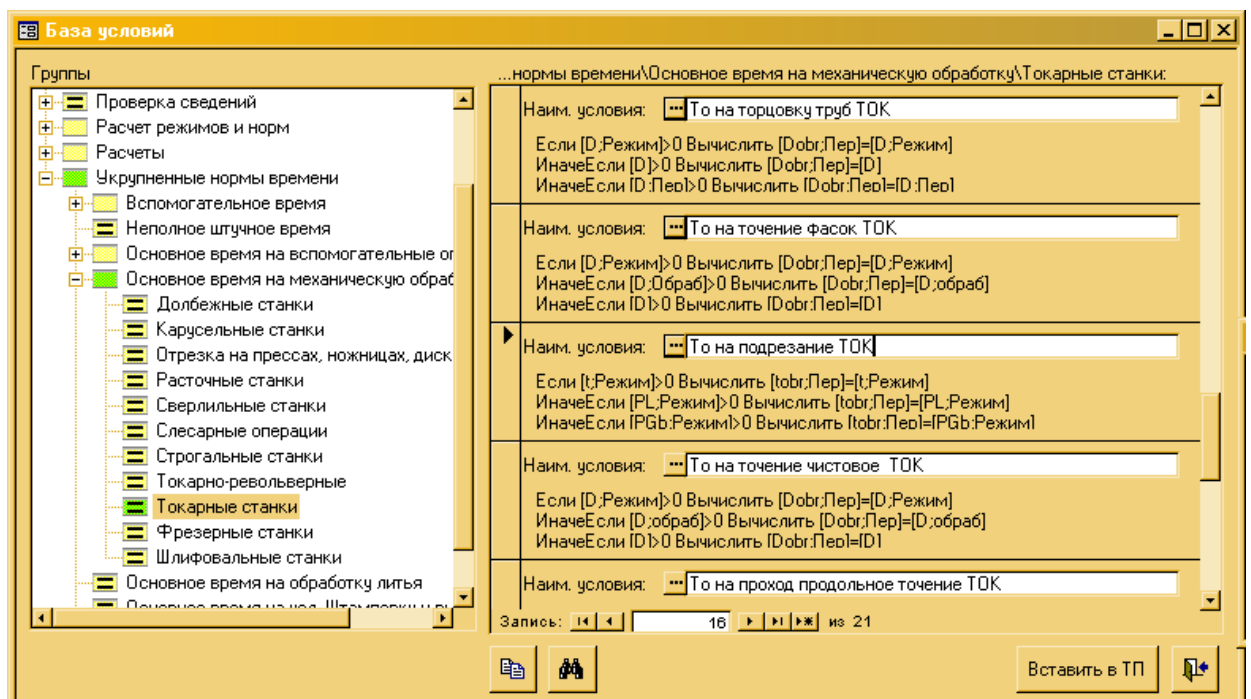 База условий
Группы
Проверка сведений
Расчет режимов и норм
Расчеты
Укрупненные нормы времени
Вспомогательное время
Неполное штучное время
Основное время на вспомогательные оп
Основное время на механическую обраб
Долбежные станки
Карусельные станки
Отрезка на прессах, ножницах, диск
Расточные станки
Сверлильные станки
Слесарные операции
Строгальные станки
Токарно-револьверные
Токарные станки
Фрезерные станки
Шлифовальные станки
Основное время на обработку литья
...нормы времени\Основное время на механическую обработку\Токарные станки:
Наим. условия: ... То на торцовку труб ТОК
Если [D;Режим]>0 Вычислить [Dobr;Пер]=[D;Режим]
ИначеЕсли [D]>0 Вычислить [Dobr;Пер]=[D]
ИначеЕсли [D;Пер]>0 Вычислить [Dobr;Пер]=[D;Пер]
Наим. условия: ... То на точение фасок ТОК
Если [D;Режим]>0 Вычислить [Dobr;Пер]=[D;Режим]
ИначеЕсли [D;Обраб]>0 Вычислить [Dobr;Пер]=[D;обраб]
ИначеЕсли [D]>0 Вычислить [Dobr;Пер]=[D]
Наим. условия: ... То на подрезание ТОК
Если [t;Режим]>0 Вычислить [tobr;Пер]=[t;Режим]
ИначеЕсли [PL;Режим]>0 Вычислить [tobr;Пер]=[PL;Режим]
ИначеЕсли [PGb;Режим]>0 Вычислить [tobr;Пер]=[PGb;Режим]
Наим. условия: ... То на точение чистовое ТОК
Если [D;Режим]>0 Вычислить [Dobr;Пер]=[D;Режим]
ИначеЕсли [D;обраб]>0 Вычислить [Dobr;Пер]=[D;обраб]
ИначеЕсли [D]>0 Вычислить [Dobr;Пер]=[D]
Наим. условия: ... То на проход продольное точение ТОК
Запись: 16 из 21
Вставить в ТП